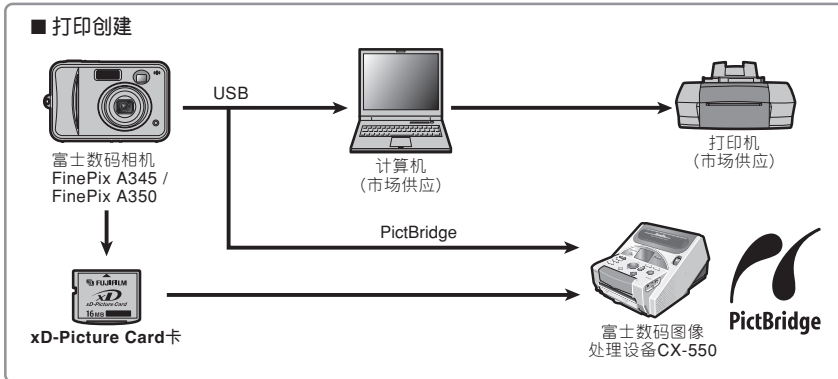 ■ 打印创建
USB
富士数码相机
FinePix A345 /
FinePix A350
计算机
（市场供应）
打印机
（市场供应）
PictBridge
FUJIFILM
xD
xD-Picture Card
16MB
xD-Picture Card卡
富士数码图像
处理设备CX-550
PictBridge